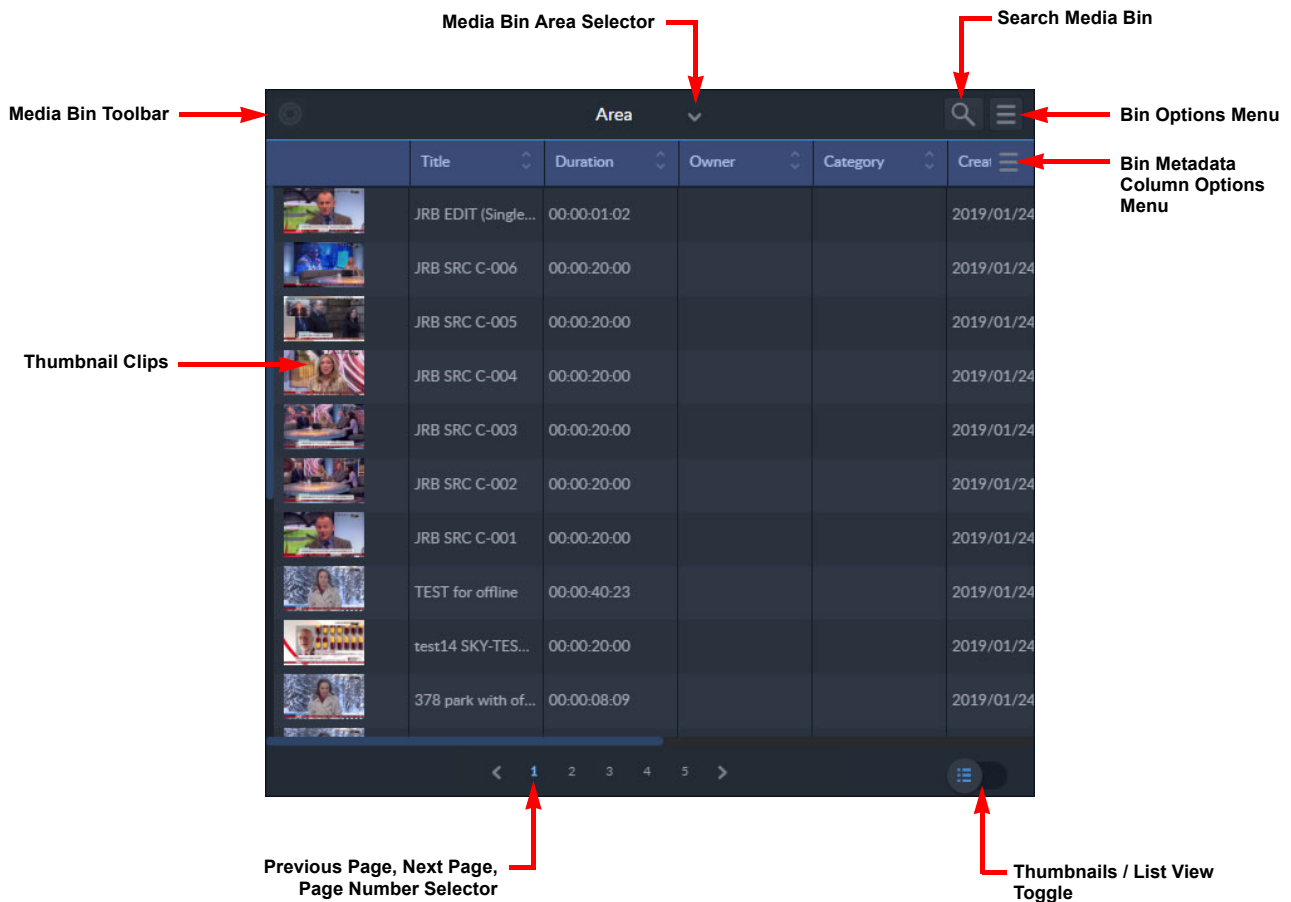 Media Bin Area Selector
Search Media Bin
Media Bin Toolbar
Area
Bin Options Menu
Title Duration Owner Category Creat
Bin Metadata
Column Options
Menu
JRB EDIT (Single... 00:00:01:02 2019/01/24
JRB SRC C-006 00:00:20:00 2019/01/24
JRB SRC C-005 00:00:20:00 2019/01/24
Thumbnail Clips
JRB SRC C-004 00:00:20:00 2019/01/24
JRB SRC C-003 00:00:20:00 2019/01/24
JRB SRC C-002 00:00:20:00 2019/01/24
JRB SRC C-001 00:00:20:00 2019/01/24
TEST for offline 00:00:40:23 2019/01/24
test14 SKY-TES... 00:00:20:00 2019/01/24
378 park with of... 00:00:08:09 2019/01/24
1 2 3 4 5
Previous Page, Next Page,
Page Number Selector
Thumbnails / List View
Toggle